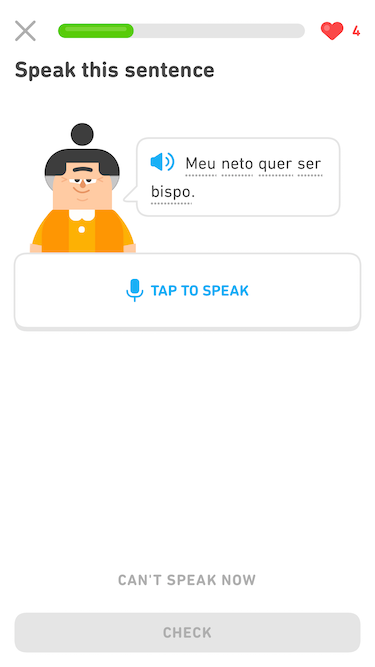 4
Speak this sentence
Meu neto quer ser
bispo.
TAP TO SPEAK
CAN'T SPEAK NOW
CHECK